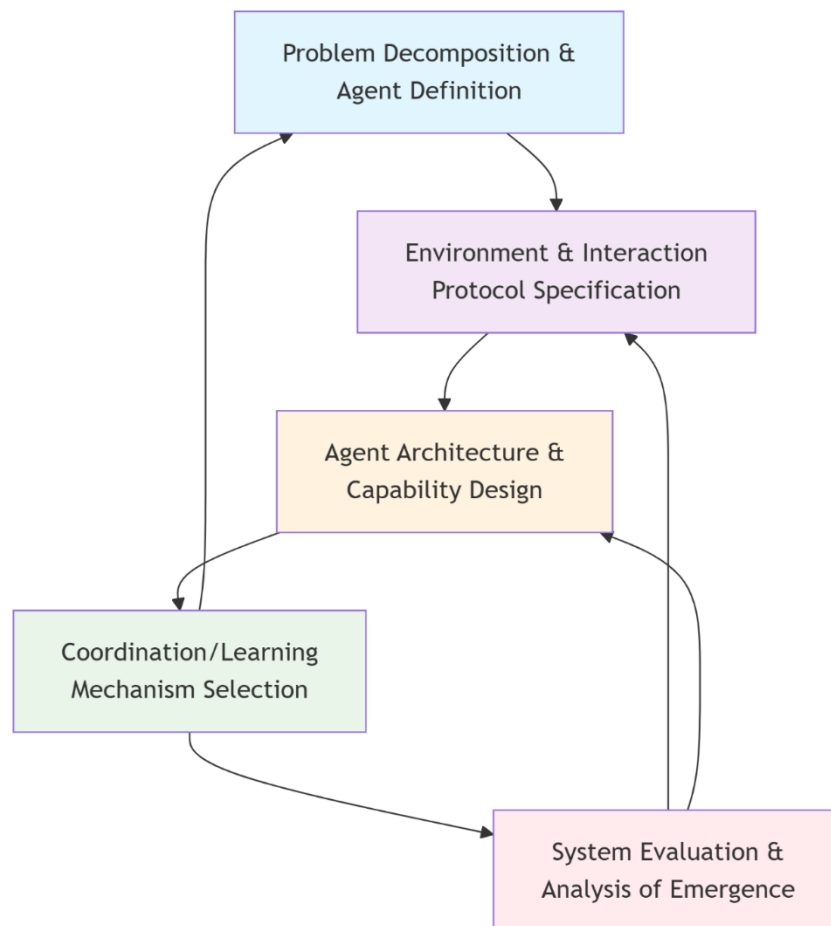 Problem Decomposition &
Agent Definition
Environment & Interaction
Protocol Specification
Agent Architecture &
Capability Design
Coordination/Learning
Mechanism Selection
System Evaluation &
Analysis of Emergence